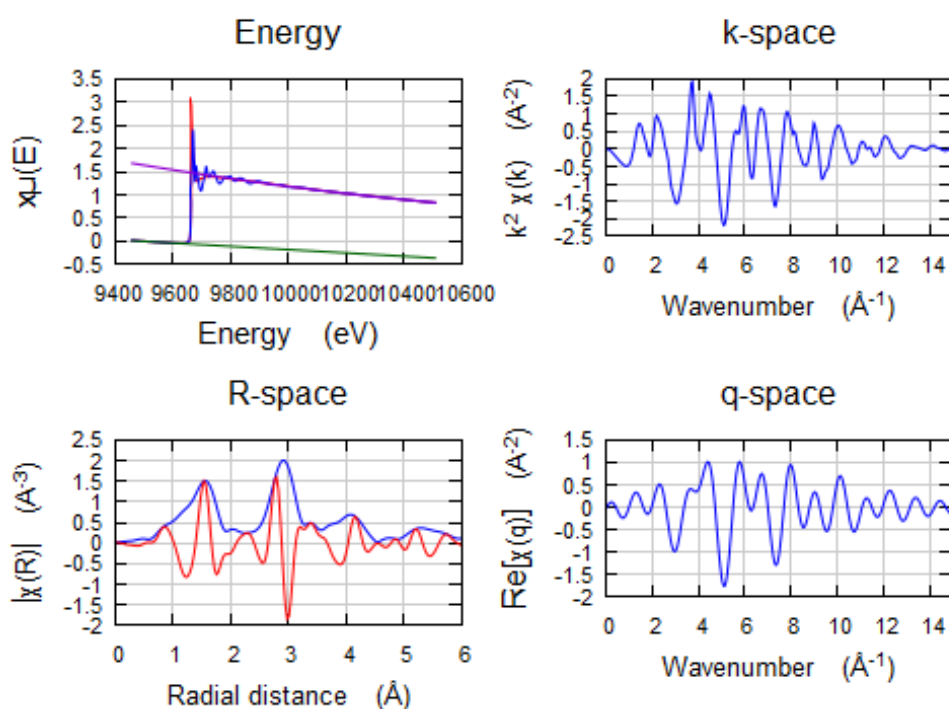 Energy
3.5
3
2.5
2
1.5
1
0.5
0
-0.5
xμ(E)
9400 9600 9800 10000 10200 10400 10600
Energy (eV)
k-space
2
1.5
1
0.5
0
-0.5
-1
-1.5
-2
-2.5
k² χ(k) (A⁻²)
0 2 4 6 8 10 12 14
Wavenumber (Å⁻¹)
R-space
2.5
2
1.5
1
0.5
0
-0.5
-1
-1.5
-2
|χ(R)| (A⁻³)
0 1 2 3 4 5 6
Radial distance (Å)
q-space
1.5
1
0.5
0
-0.5
-1
-1.5
-2
Re[χ(q)] (A⁻²)
0 2 4 6 8 10 12 14
Wavenumber (Å⁻¹)